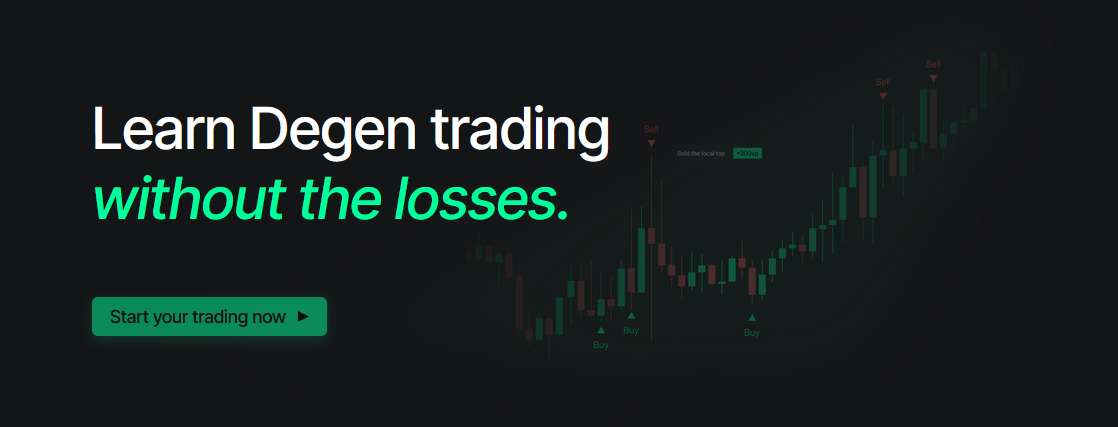 Learn Degen trading
without the losses.
Start your trading now
Sell
Sold the local top +200xp
Sell
Sell
Buy
Buy
Buy